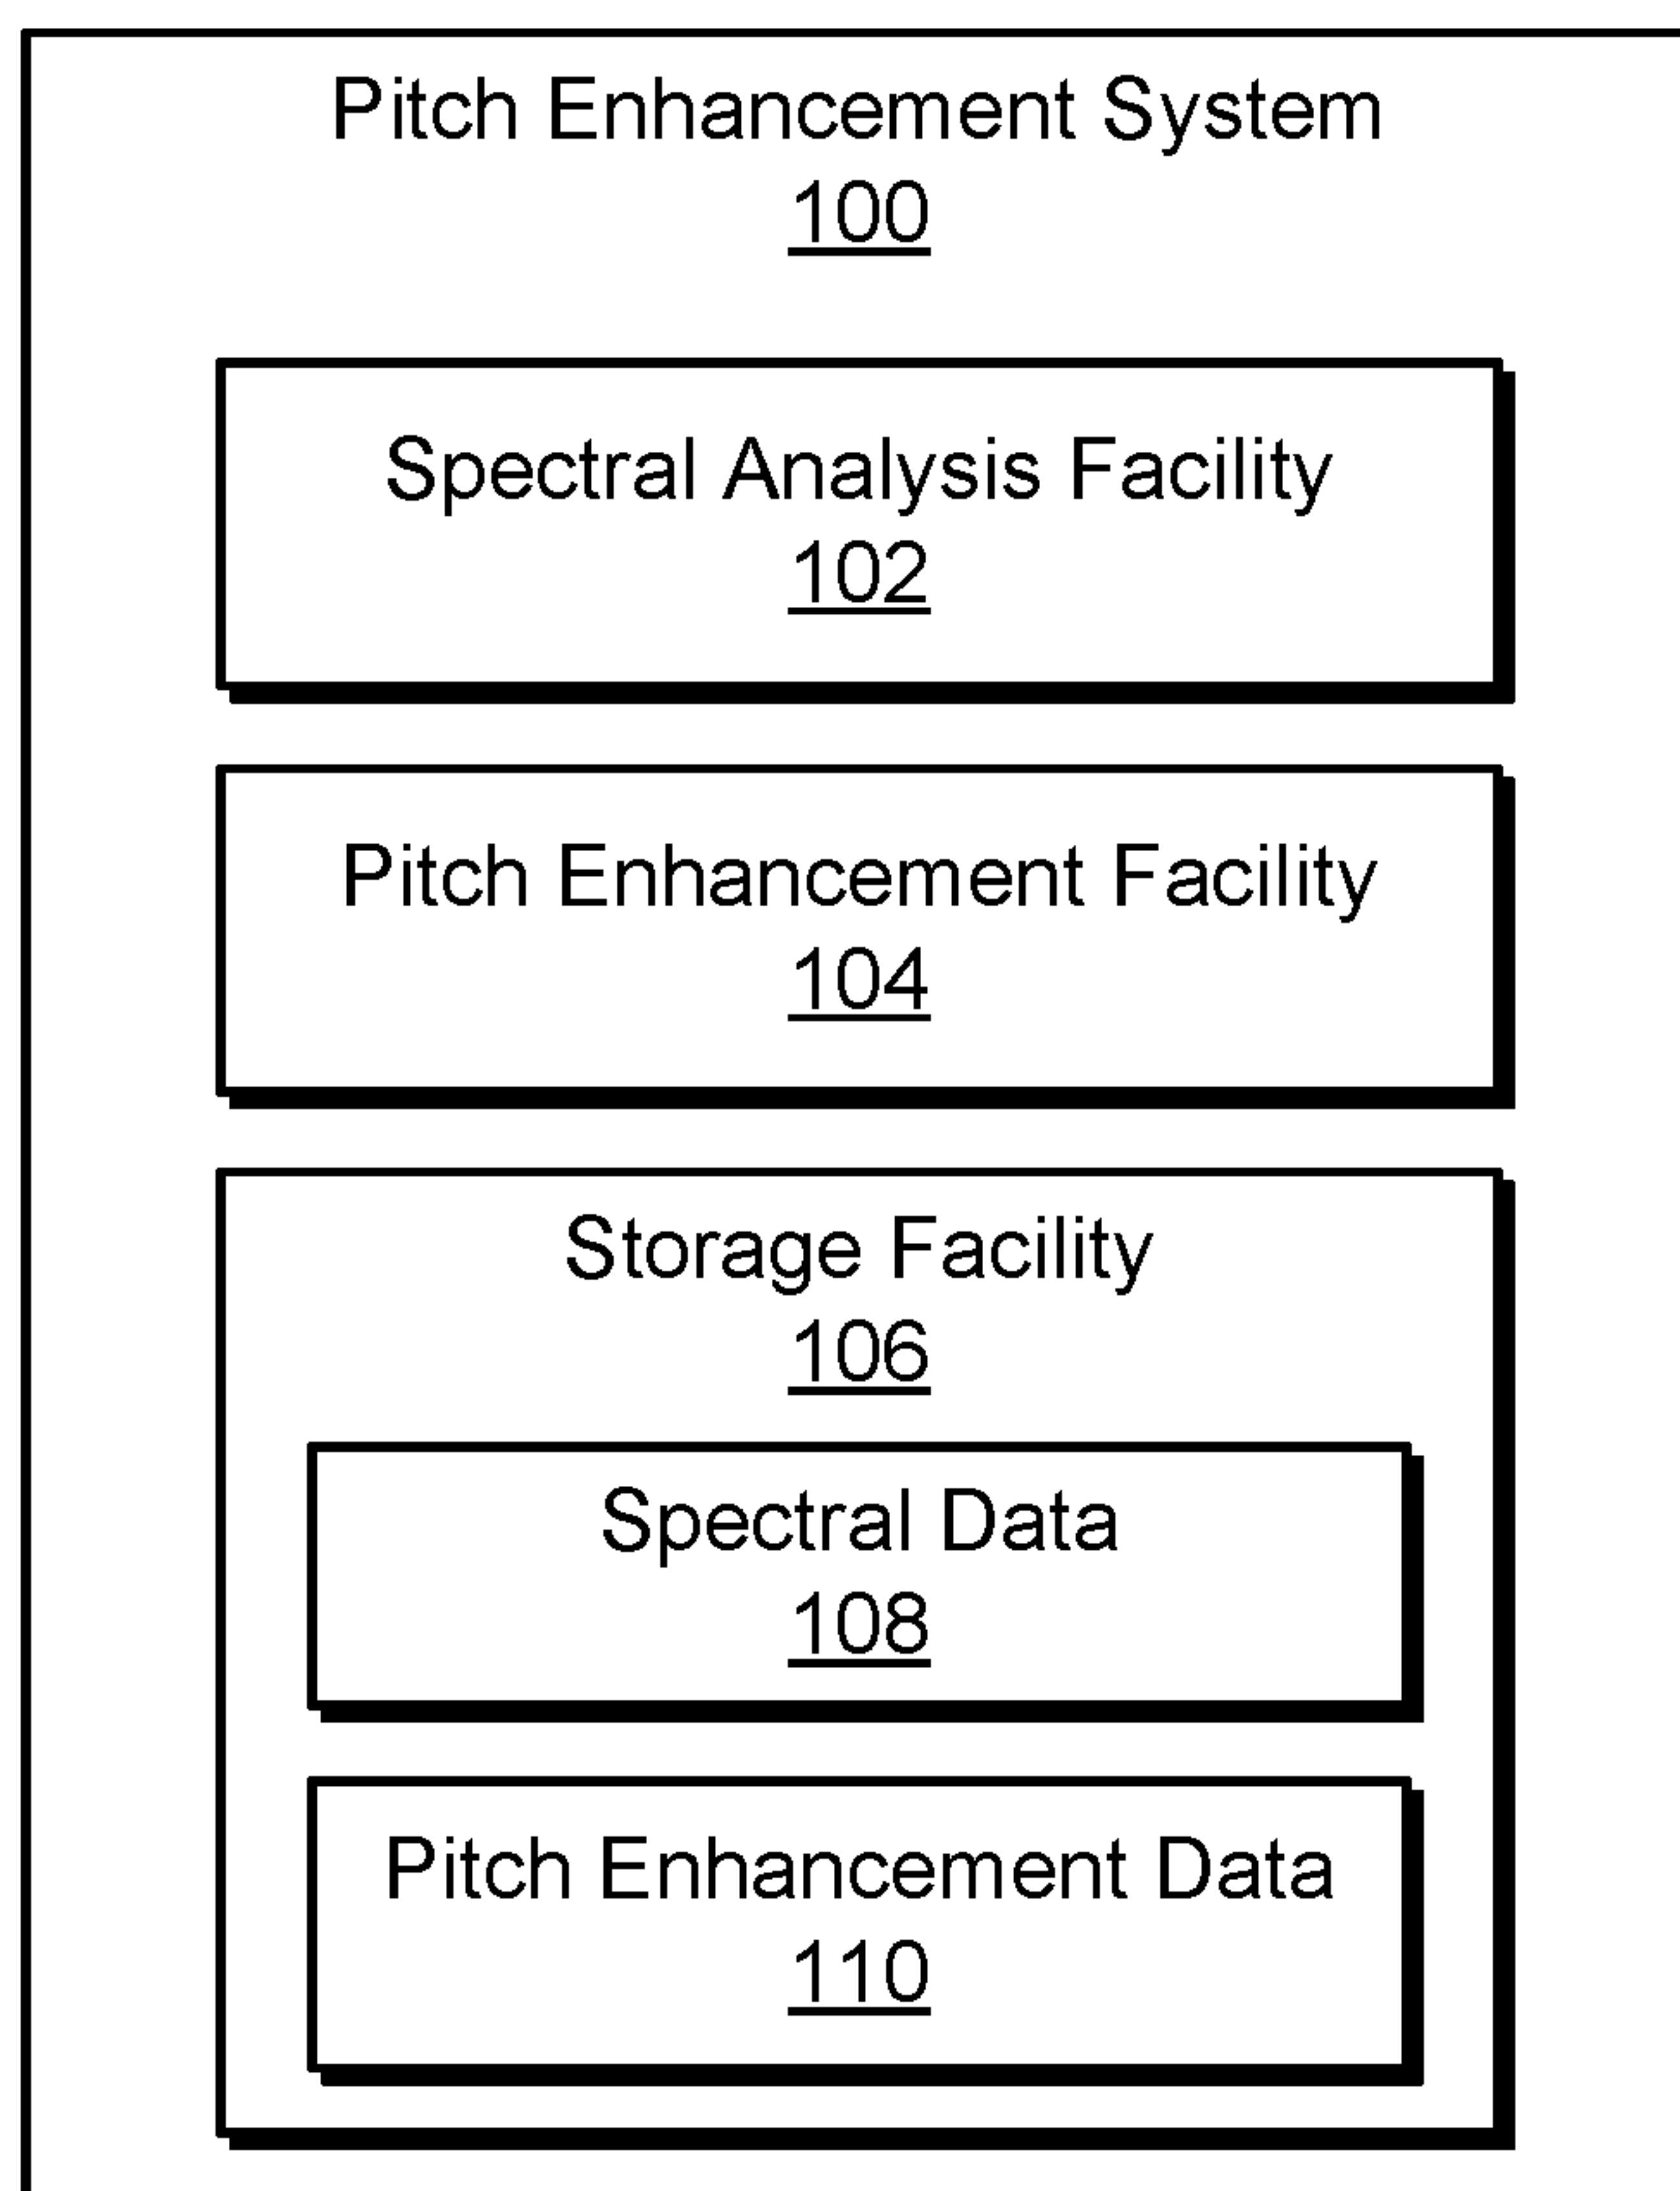 Pitch Enhancement System
100
Spectral Analysis Facility
102
Pitch Enhancement Facility
104
Storage Facility
106
Spectral Data
108
Pitch Enhancement Data
110